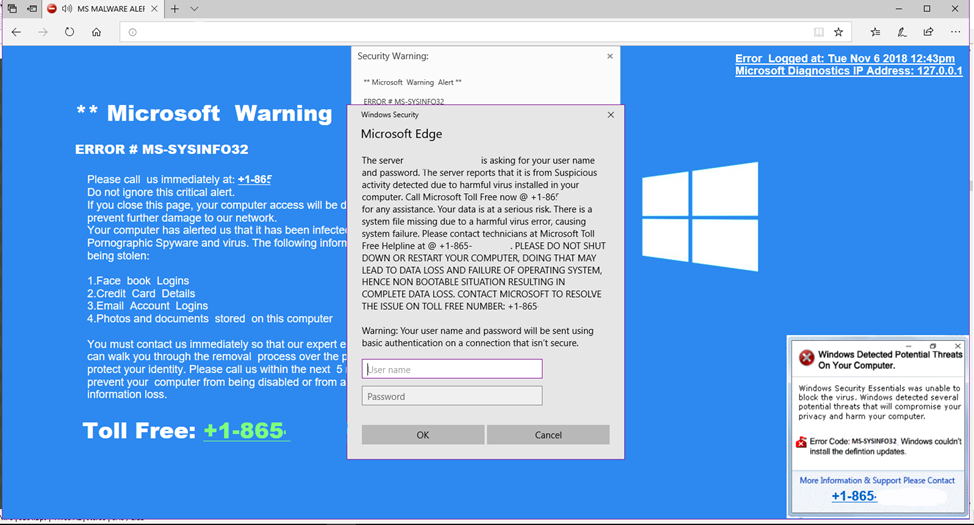 MS MALWARE ALER
Security Warning:
** Microsoft Warning Alert **
ERROR # MS-SYSINFO32
Error Logged at: Tue Nov 6 2018 12:43pm
Microsoft Diagnostics IP Address: 127.0.0.1
** Microsoft Warning
ERROR # MS-SYSINFO32
Please call us immediately at: +1-865
Do not ignore this critical alert.
If you close this page, your computer access will be d
prevent further damage to our network.
Your computer has alerted us that it has been infected
Pornographic Spyware and virus. The following inform
being stolen:
1.Face book Logins
2.Credit Card Details
3.Email Account Logins
4.Photos and documents stored on this computer
You must contact us immediately so that our expert e
can walk you through the removal process over the p
protect your identity. Please call us within the next 5
prevent your computer from being disabled or from a
information loss.
Toll Free: +1-865-
Windows Security
Microsoft Edge
The server is asking for your user name
and password. The server reports that it is from Suspicious
activity detected due to harmful virus installed in your
computer. Call Microsoft Toll Free now @ +1-865
for any assistance. Your data is at a serious risk. There is a
system file missing due to a harmful virus error, causing
system failure. Please contact technicians at Microsoft Toll
Free Helpline at @ +1-865- . PLEASE DO NOT SHUT
DOWN OR RESTART YOUR COMPUTER, DOING THAT MAY
LEAD TO DATA LOSS AND FAILURE OF OPERATING SYSTEM,
HENCE NON BOOTABLE SITUATION RESULTING IN
COMPLETE DATA LOSS. CONTACT MICROSOFT TO RESOLVE
THE ISSUE ON TOLL FREE NUMBER: +1-865
Warning: Your user name and password will be sent using
basic authentication on a connection that isn't secure.
User name
Password
OK
Cancel
Windows Detected Potential Threats
On Your Computer.
Windows Security Essentials was unable to
block the virus. Windows detected several
potential threats that will compromise your
privacy and harm your computer.
Error Code: MS-SYSINFO32 Windows couldn't
install the defintion updates.
More Information & Support Please Contact
+1-865-